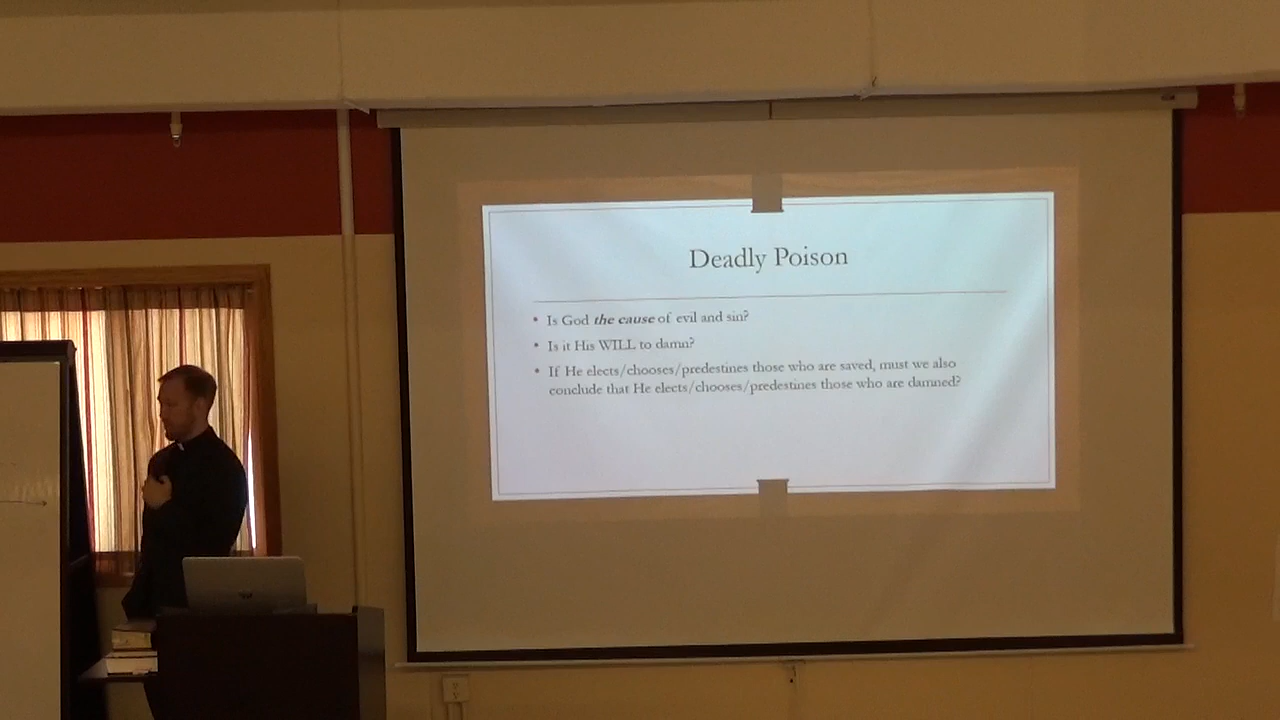 Deadly Poison
• Is God the cause of evil and sin?
• Is it His WILL to damn?
• If He elects/chooses/predestines those who are saved, must we also
conclude that He elects/chooses/predestines those who are damned?